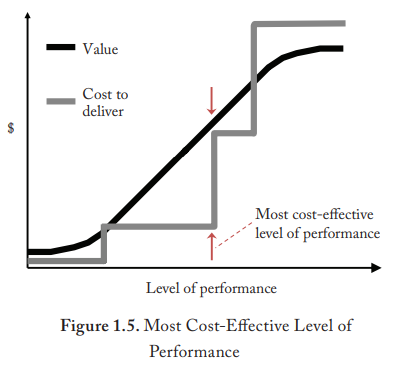 Value
Cost to
deliver
$
Most cost-effective
level of performance
Level of performance
Figure 1.5. Most Cost-Effective Level of
Performance